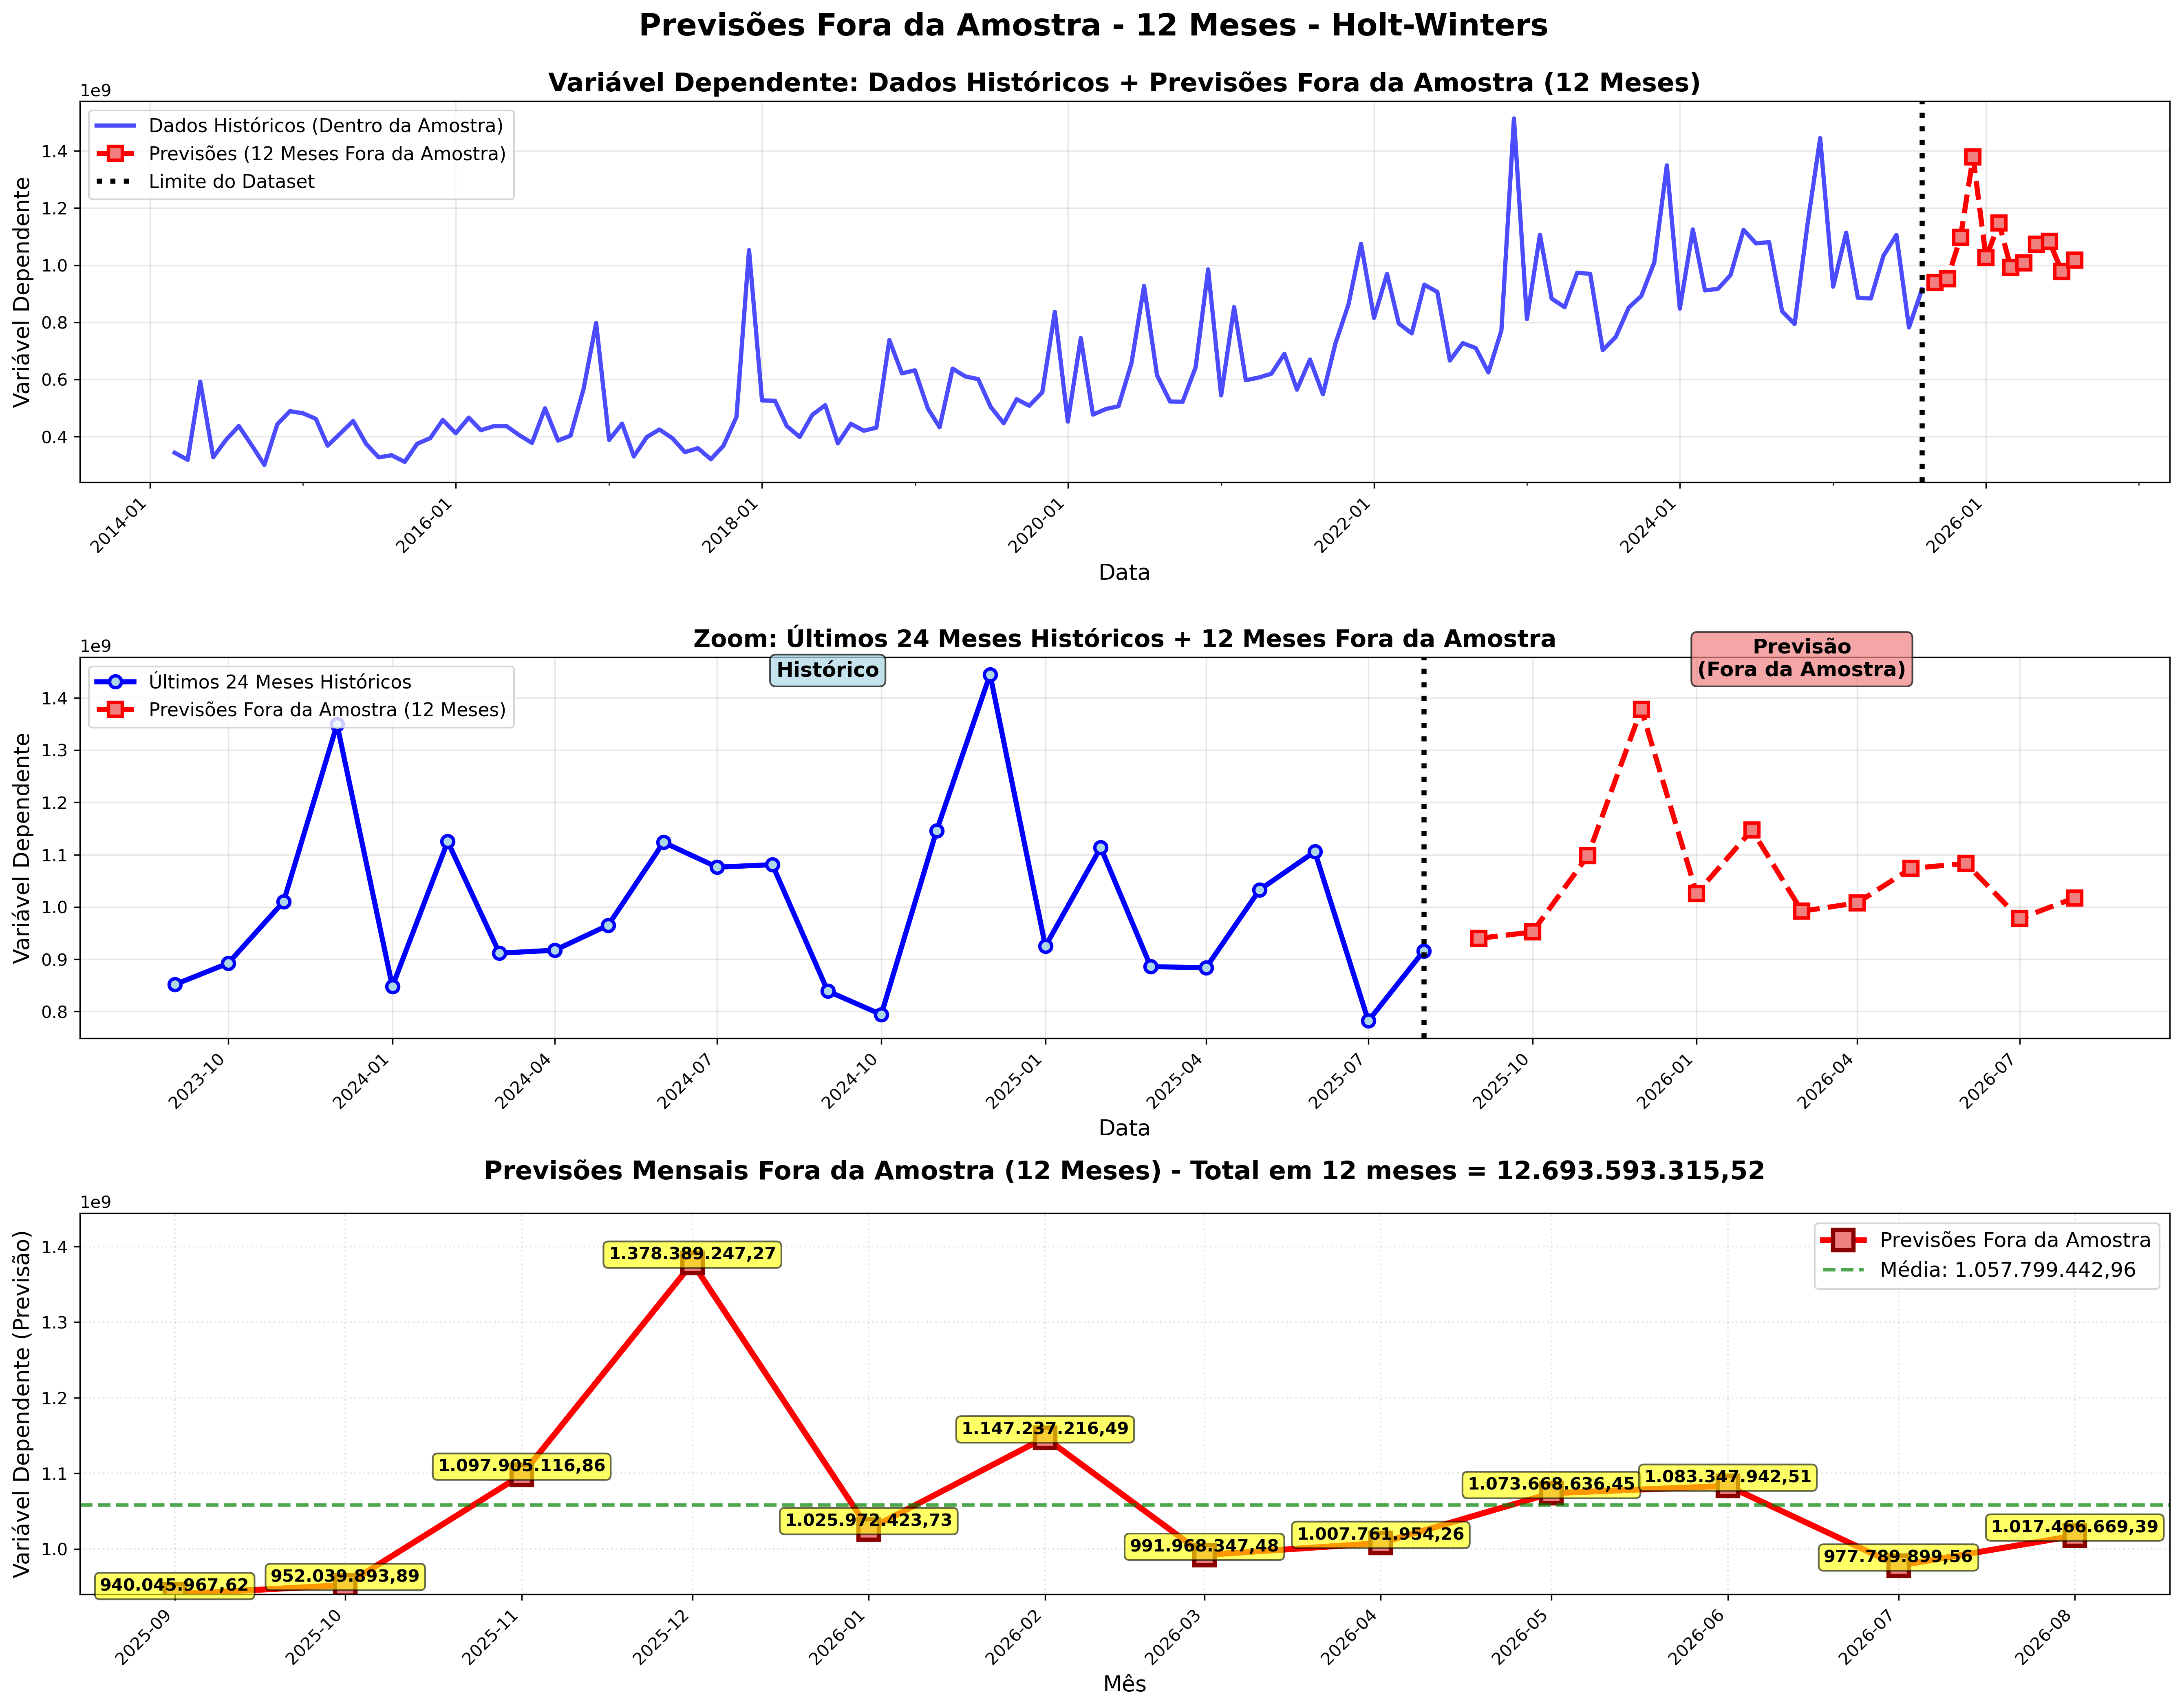 Previsões Fora da Amostra - 12 Meses - Holt-Winters
Variável Dependente: Dados Históricos + Previsões Fora da Amostra (12 Meses)
1e9
Dados Históricos (Dentro da Amostra)
Previsões (12 Meses Fora da Amostra)
Limite do Dataset
Variável Dependente
1.4
1.2
1.0
0.8
0.6
0.4
2014-01
2016-01
2018-01
2020-01
2022-01
2024-01
2026-01
Data
Zoom: Últimos 24 Meses Históricos + 12 Meses Fora da Amostra
1e9
Histórico
Previsão
(Fora da Amostra)
Últimos 24 Meses Históricos
Previsões Fora da Amostra (12 Meses)
Variável Dependente
1.4
1.3
1.2
1.1
1.0
0.9
0.8
2023-10
2024-01
2024-04
2024-07
2024-10
2025-01
2025-04
2025-07
2025-10
2026-01
2026-04
2026-07
Data
Previsões Mensais Fora da Amostra (12 Meses) - Total em 12 meses = 12.693.593.315,52
1e9
Previsões Fora da Amostra
Média: 1.057.799.442,96
Variável Dependente (Previsão)
1.4
1.3
1.2
1.1
1.0
940.045.967,62
952.039.893,89
1.097.905.116,86
1.378.389.247,27
1.025.972.423,73
1.147.237.216,49
991.968.347,48
1.007.761.954,26
1.073.668.636,45
1.083.347.942,51
977.789.899,56
1.017.466.669,39
2025-09
2025-10
2025-11
2025-12
2026-01
2026-02
2026-03
2026-04
2026-05
2026-06
2026-07
2026-08
Mês